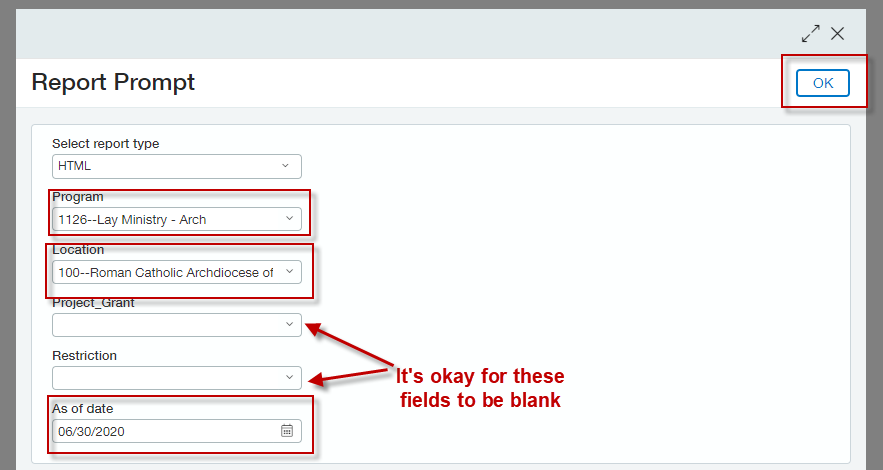 Report Prompt
OK
Select report type
HTML
Program
1126--Lay Ministry - Arch
Location
100--Roman Catholic Archdiocese of
Project_Grant
Restriction
It's okay for these
fields to be blank
As of date
06/30/2020